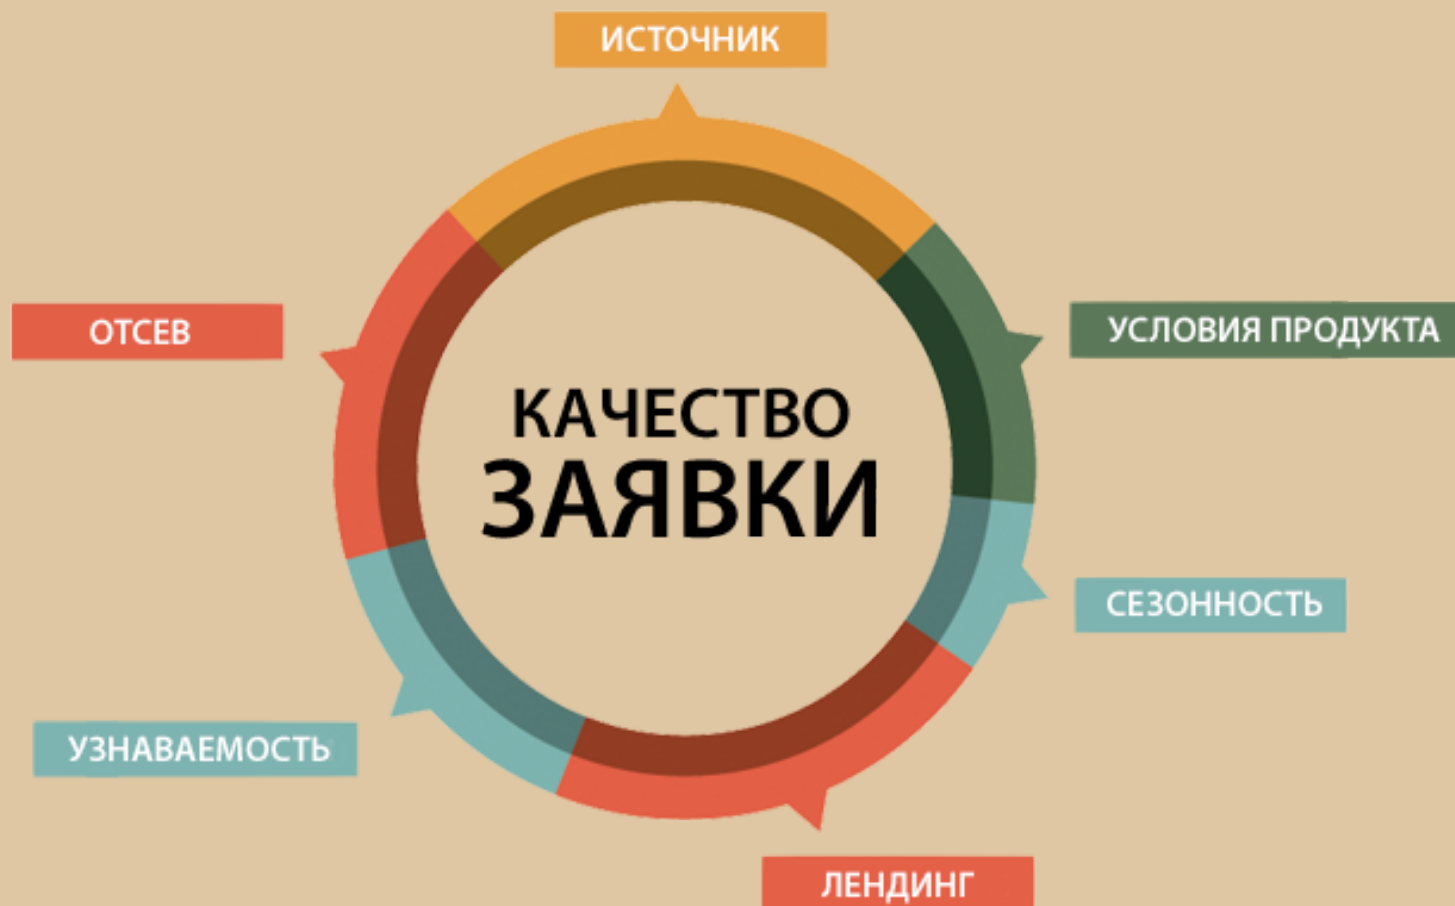 ИСТОЧНИК
ОТСЕВ
УСЛОВИЯ ПРОДУКТА
КАЧЕСТВО
ЗАЯВКИ
СЕЗОННОСТЬ
УЗНАВАЕМОСТЬ
ЛЕНДИНГ